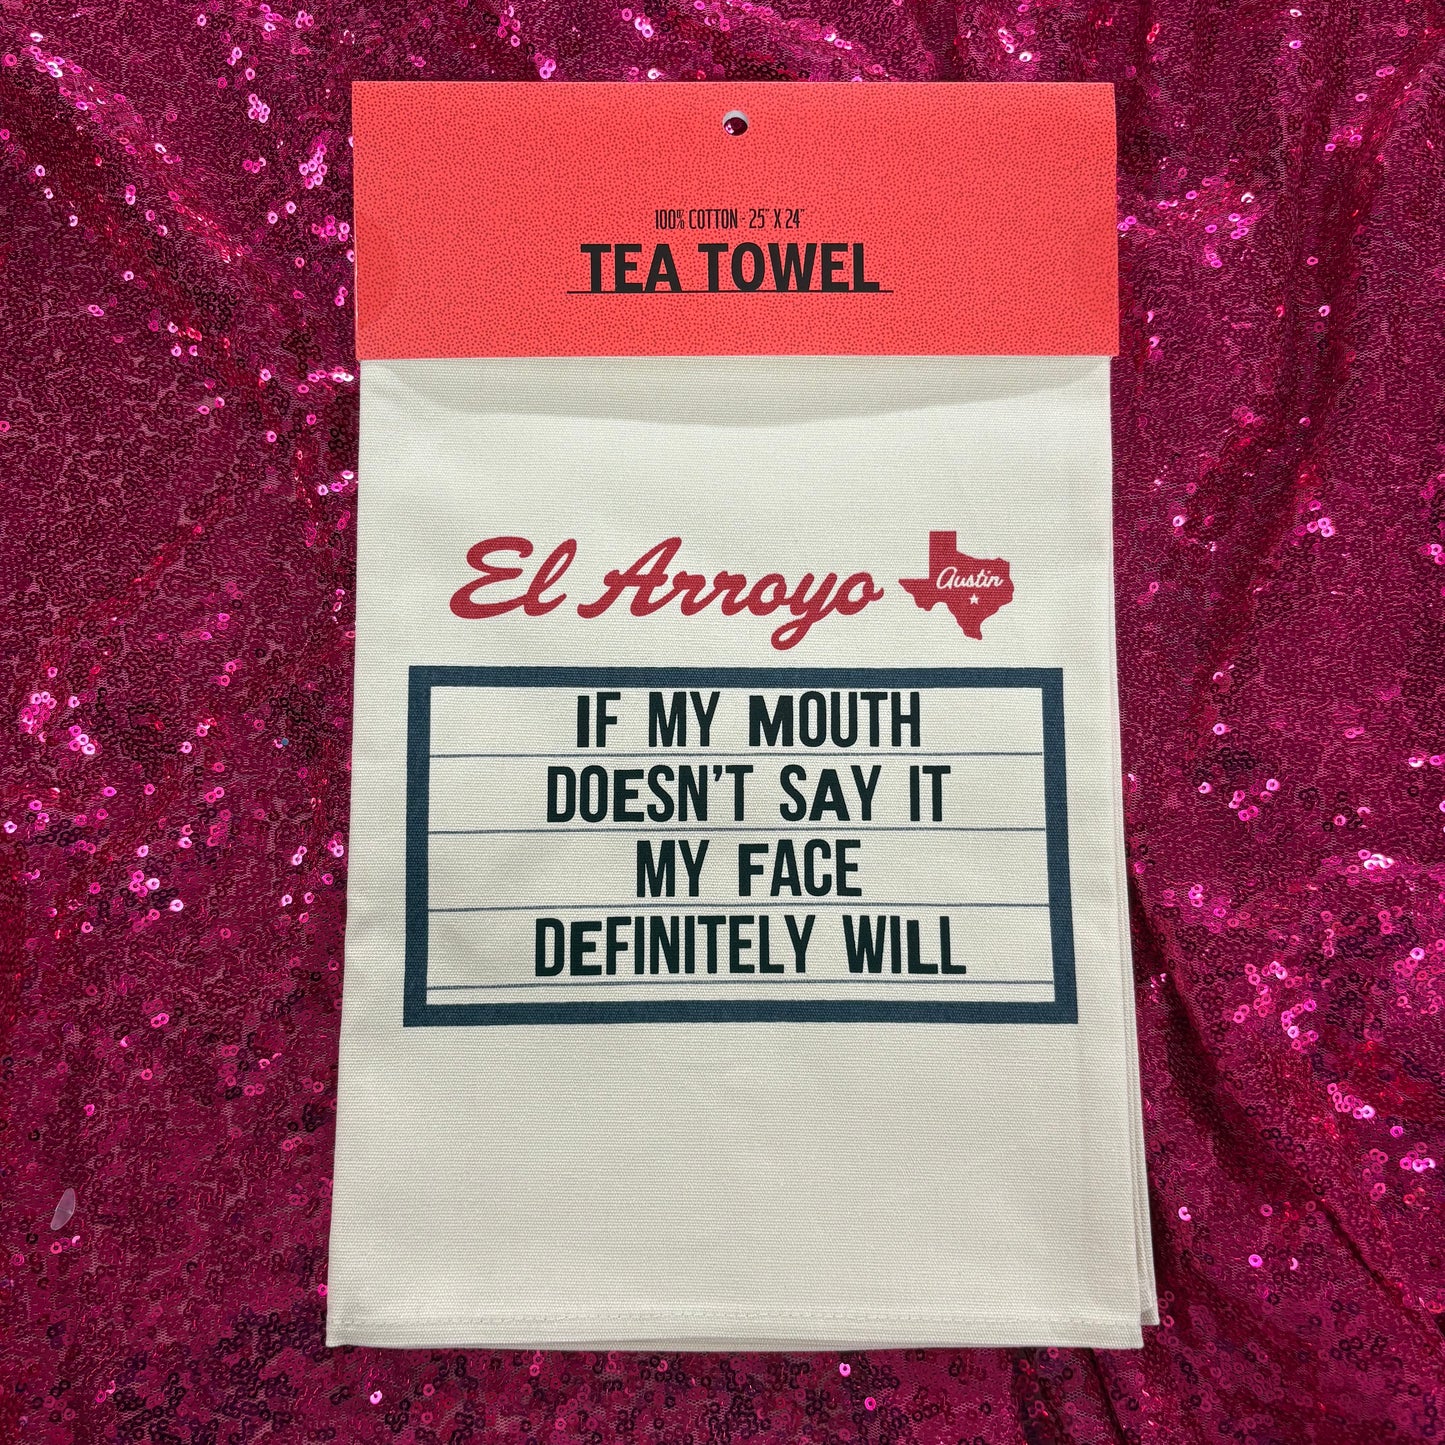 100% COTTON - 25" X 24"
TEA TOWEL
El Arroyo Austin
IF MY MOUTH
DOESN'T SAY IT
MY FACE
DEFINITELY WILL